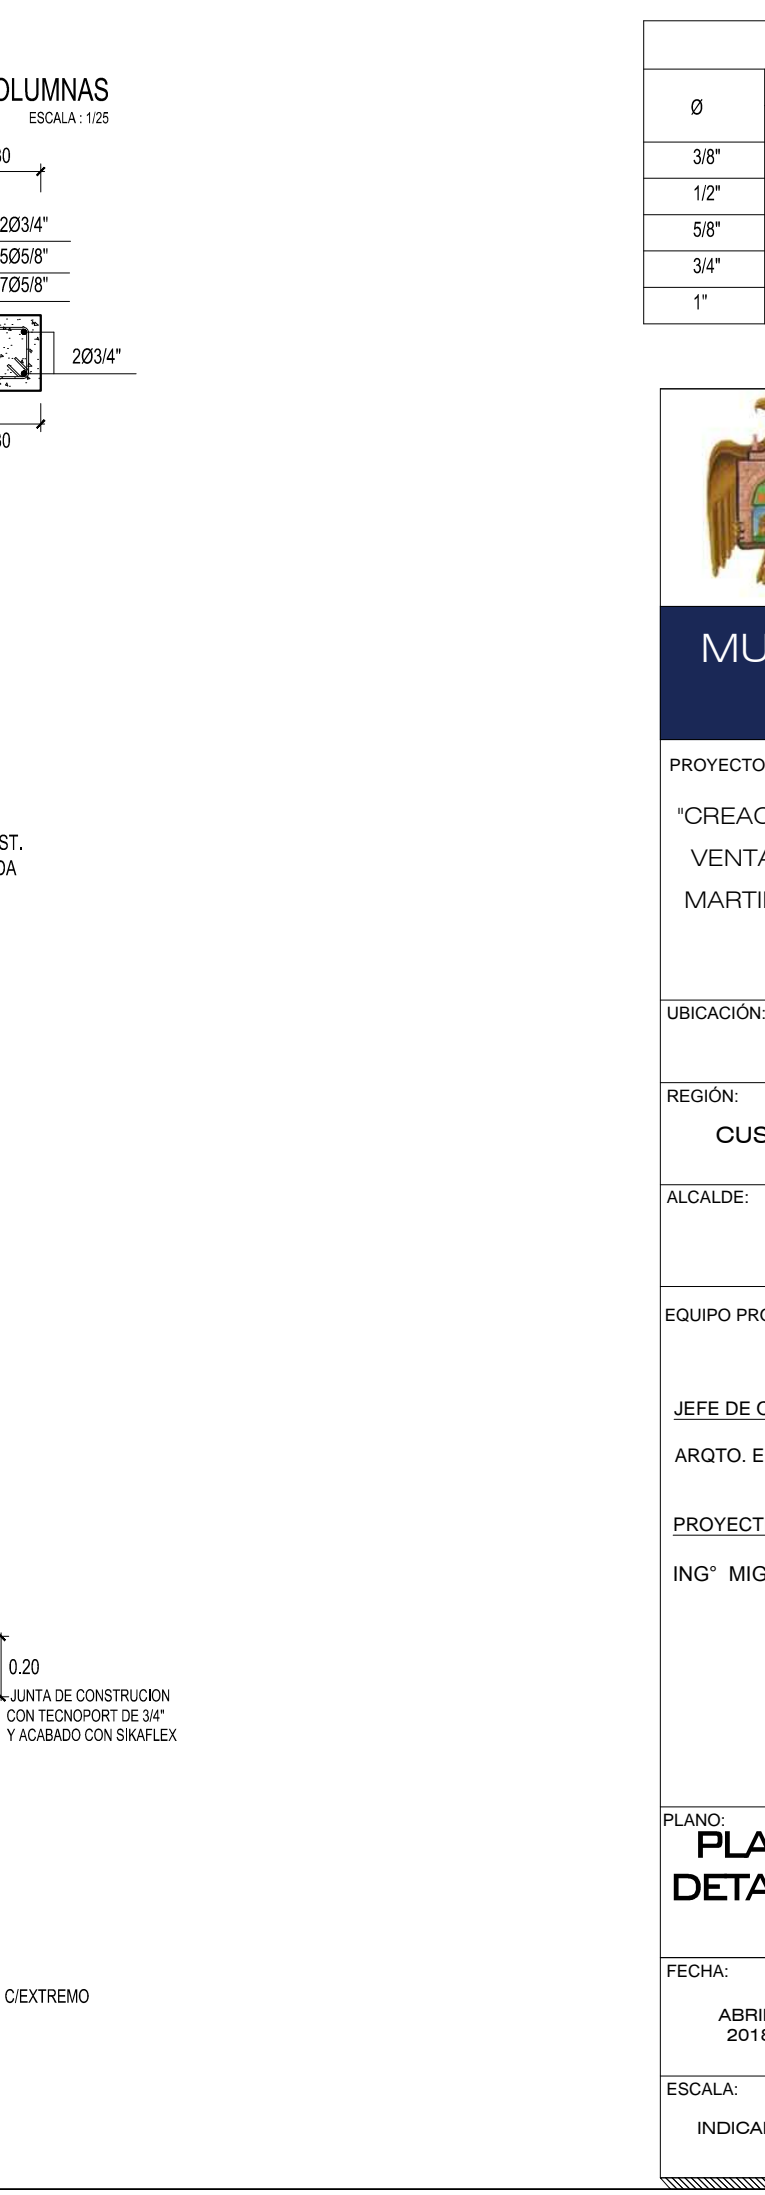 OLUMNAS
ESCALA : 1/25
2Ø3/4"
5Ø5/8"
7Ø5/8"
2Ø3/4"
ST.
DA
0.20
JUNTA DE CONSTRUCION
CON TECNOPORT DE 3/4"
Y ACABADO CON SIKAFLEX
C/EXTREMO
Ø
3/8"
1/2"
5/8"
3/4"
1"
MU
PROYECTO
"CREAC
VENTA
MARTI
UBICACIÓN:
REGIÓN:
CUS
ALCALDE:
EQUIPO PRO
JEFE DE O
ARQTO. E
PROYECT
ING° MIG
PLANO:
PLA
DETA
FECHA:
ABRI
2018
ESCALA:
INDICA